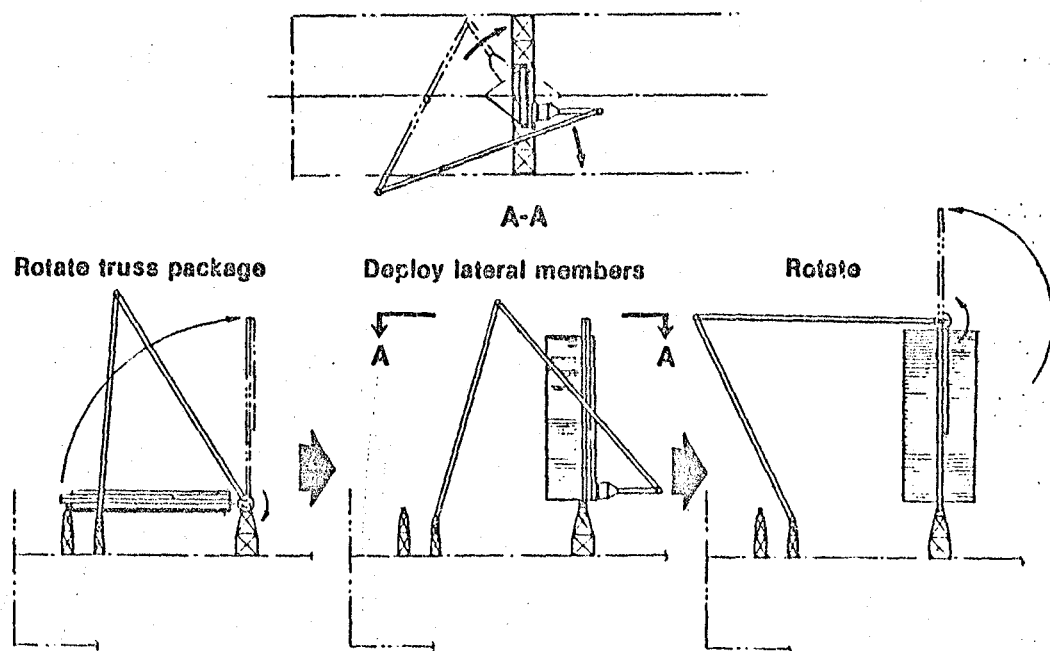 A-A
Rotate truss package
Deploy lateral members
Rotate
A
A